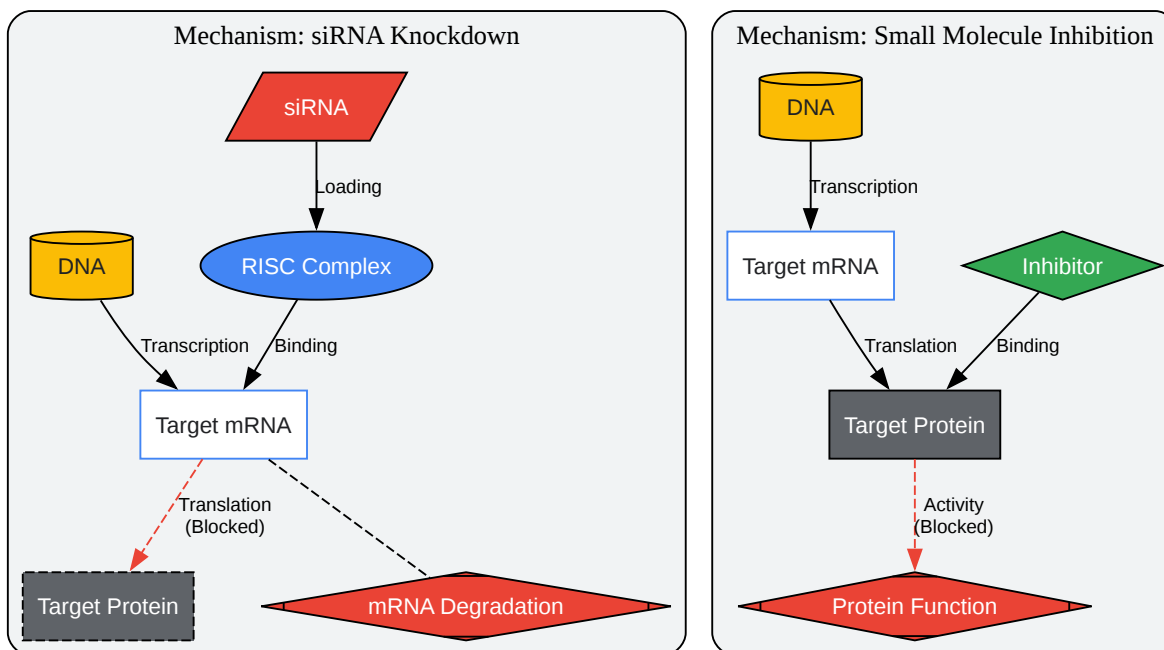 Mechanism: siRNA Knockdown
siRNA
Loading
DNA
RISC Complex
Transcription
Binding
Target mRNA
Translation
(Blocked)
Target Protein
mRNA Degradation
Mechanism: Small Molecule Inhibition
DNA
Transcription
Target mRNA
Inhibitor
Translation
Binding
Target Protein
Activity
(Blocked)
Protein Function